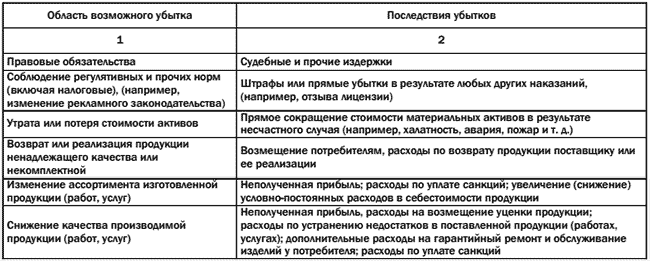 Область возможного убытка
Последствия убытков
1
2
Правовые обязательства
Судебные и прочие издержки
Соблюдение регулятивных и прочих норм
(включая налоговые), (например,
изменение рекламного законодательства)
Штрафы или прямые убытки в результате любых других наказаний,
(например, отзыва лицензии)
Утрата или потеря стоимости активов
Прямое сокращение стоимости материальных активов в результате
несчастного случая (например, халатность, авария, пожар и т. д.)
Возврат или реализация продукции
ненадлежащего качества или
некомплектной
Возмещение потребителям, расходы по возврату продукции поставщику или
ее реализации
Изменение ассортимента изготовленной
продукции (работ, услуг)
Неполученная прибыль; расходы по уплате санкций; увеличение (снижение)
условно-постоянных расходов в себестоимости продукции
Снижение качества производимой
продукции (работ, услуг)
Неполученная прибыль, расходы на возмещение уценки продукции;
расходы по устранению недостатков в поставленной продукции (работах,
услугах); дополнительные расходы на гарантийный ремонт и обслуживание
изделий у потребителя; расходы по уплате санкций